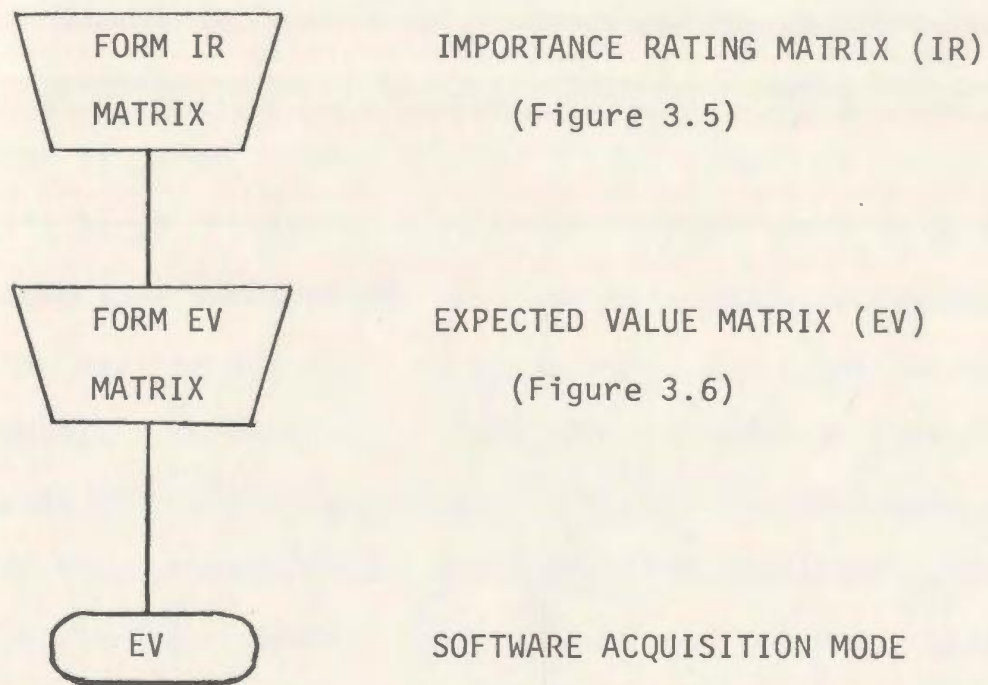 FORM IR
MATRIX
IMPORTANCE RATING MATRIX (IR)
(Figure 3.5)
FORM EV
MATRIX
EXPECTED VALUE MATRIX (EV)
(Figure 3.6)
EV
SOFTWARE ACQUISITION MODE